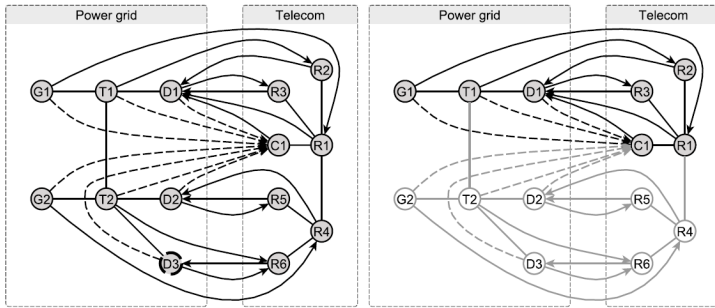 Power grid Telecom
R2
G1 T1 D1 R3
C1 R1
G2 T2 D2 R5
R4
D3 R6
Power grid Telecom
R2
G1 T1 D1 R3
C1 R1
G2 T2 D2 R5
R4
D3 R6